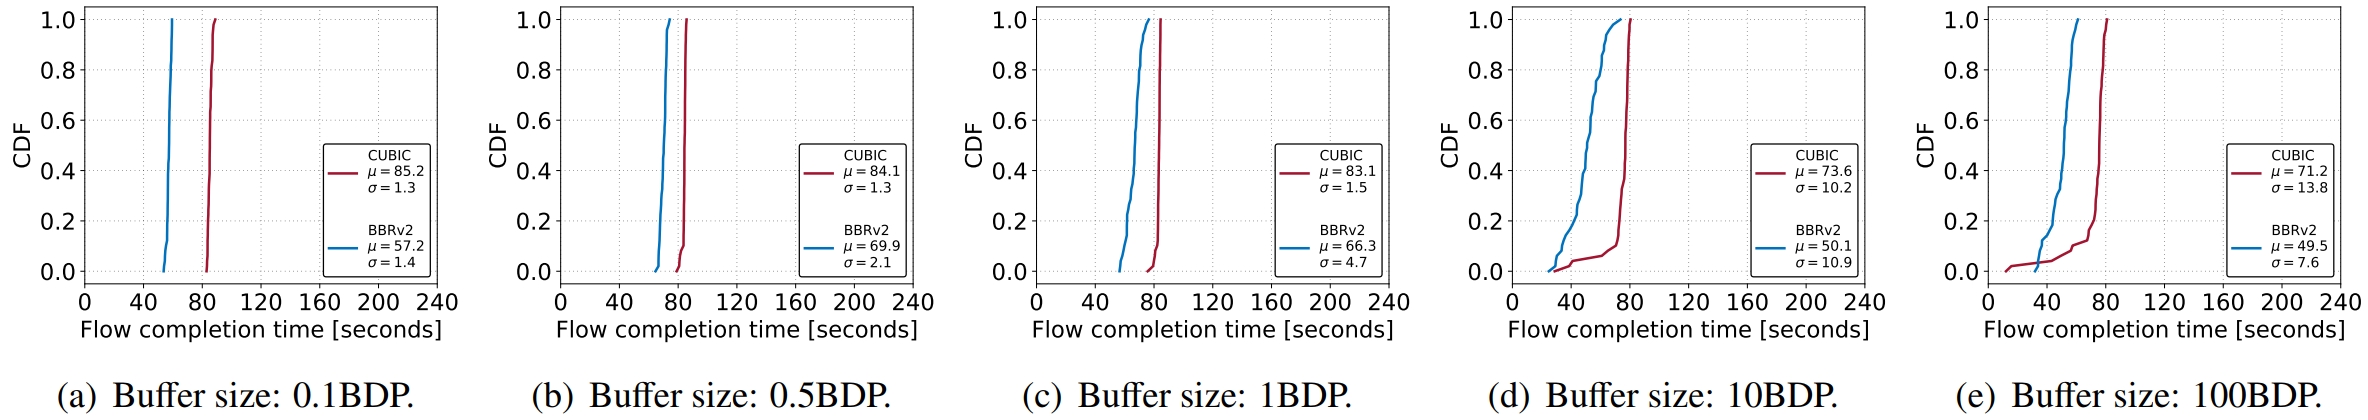 1.0
0.8
0.6
0.4
0.2
0.0
CDF
0 40 80 120 160 200 240
Flow completion time [seconds]
CUBIC
μ = 85.2
σ = 1.3
BBRv2
μ = 57.2
σ = 1.4
(a) Buffer size: 0.1BDP.
1.0
0.8
0.6
0.4
0.2
0.0
CDF
0 40 80 120 160 200 240
Flow completion time [seconds]
CUBIC
μ = 84.1
σ = 1.3
BBRv2
μ = 69.9
σ = 2.1
(b) Buffer size: 0.5BDP.
1.0
0.8
0.6
0.4
0.2
0.0
CDF
0 40 80 120 160 200 240
Flow completion time [seconds]
CUBIC
μ = 83.1
σ = 1.5
BBRv2
μ = 66.3
σ = 4.7
(c) Buffer size: 1BDP.
1.0
0.8
0.6
0.4
0.2
0.0
CDF
0 40 80 120 160 200 240
Flow completion time [seconds]
CUBIC
μ = 73.6
σ = 10.2
BBRv2
μ = 50.1
σ = 10.9
(d) Buffer size: 10BDP.
1.0
0.8
0.6
0.4
0.2
0.0
CDF
0 40 80 120 160 200 240
Flow completion time [seconds]
CUBIC
μ = 71.2
σ = 13.8
BBRv2
μ = 49.5
σ = 7.6
(e) Buffer size: 100BDP.